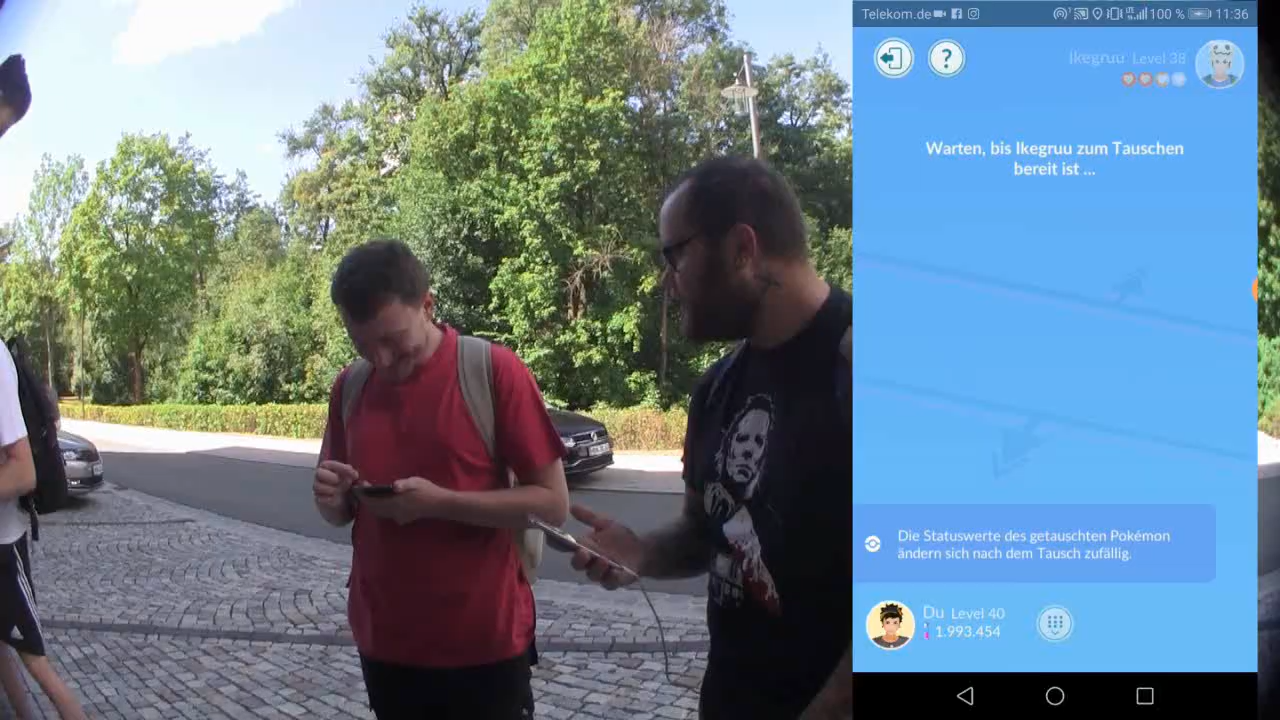 Telekom.de 100 % 11:36
?
Ikegruu Level 38
Warten, bis Ikegruu zum Tauschen
bereit ist ...
Die Statuswerte des getauschten Pokémon
ändern sich nach dem Tausch zufällig.
Du Level 40
1.993.454